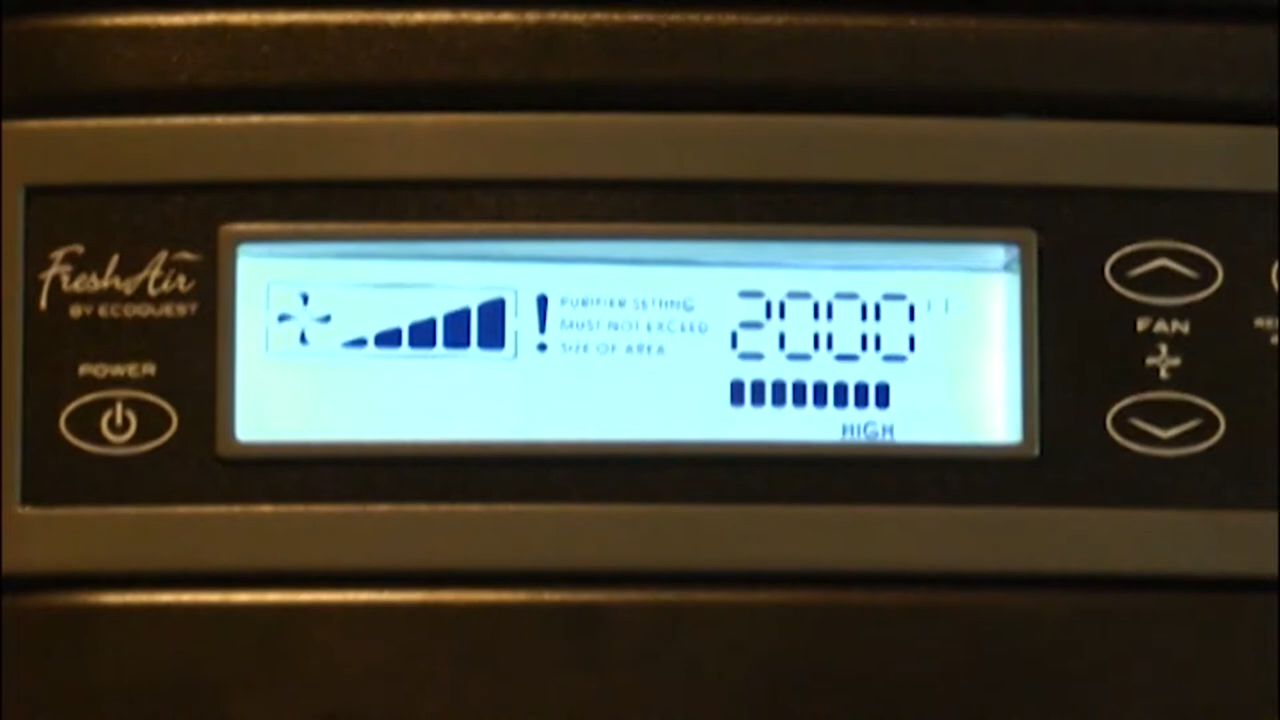 FreshAir
BY ECOQUEST
POWER
PURIFIER SETTING
MUST NOT EXCEED
SIZE OF AREA
2000
HIGH
FAN